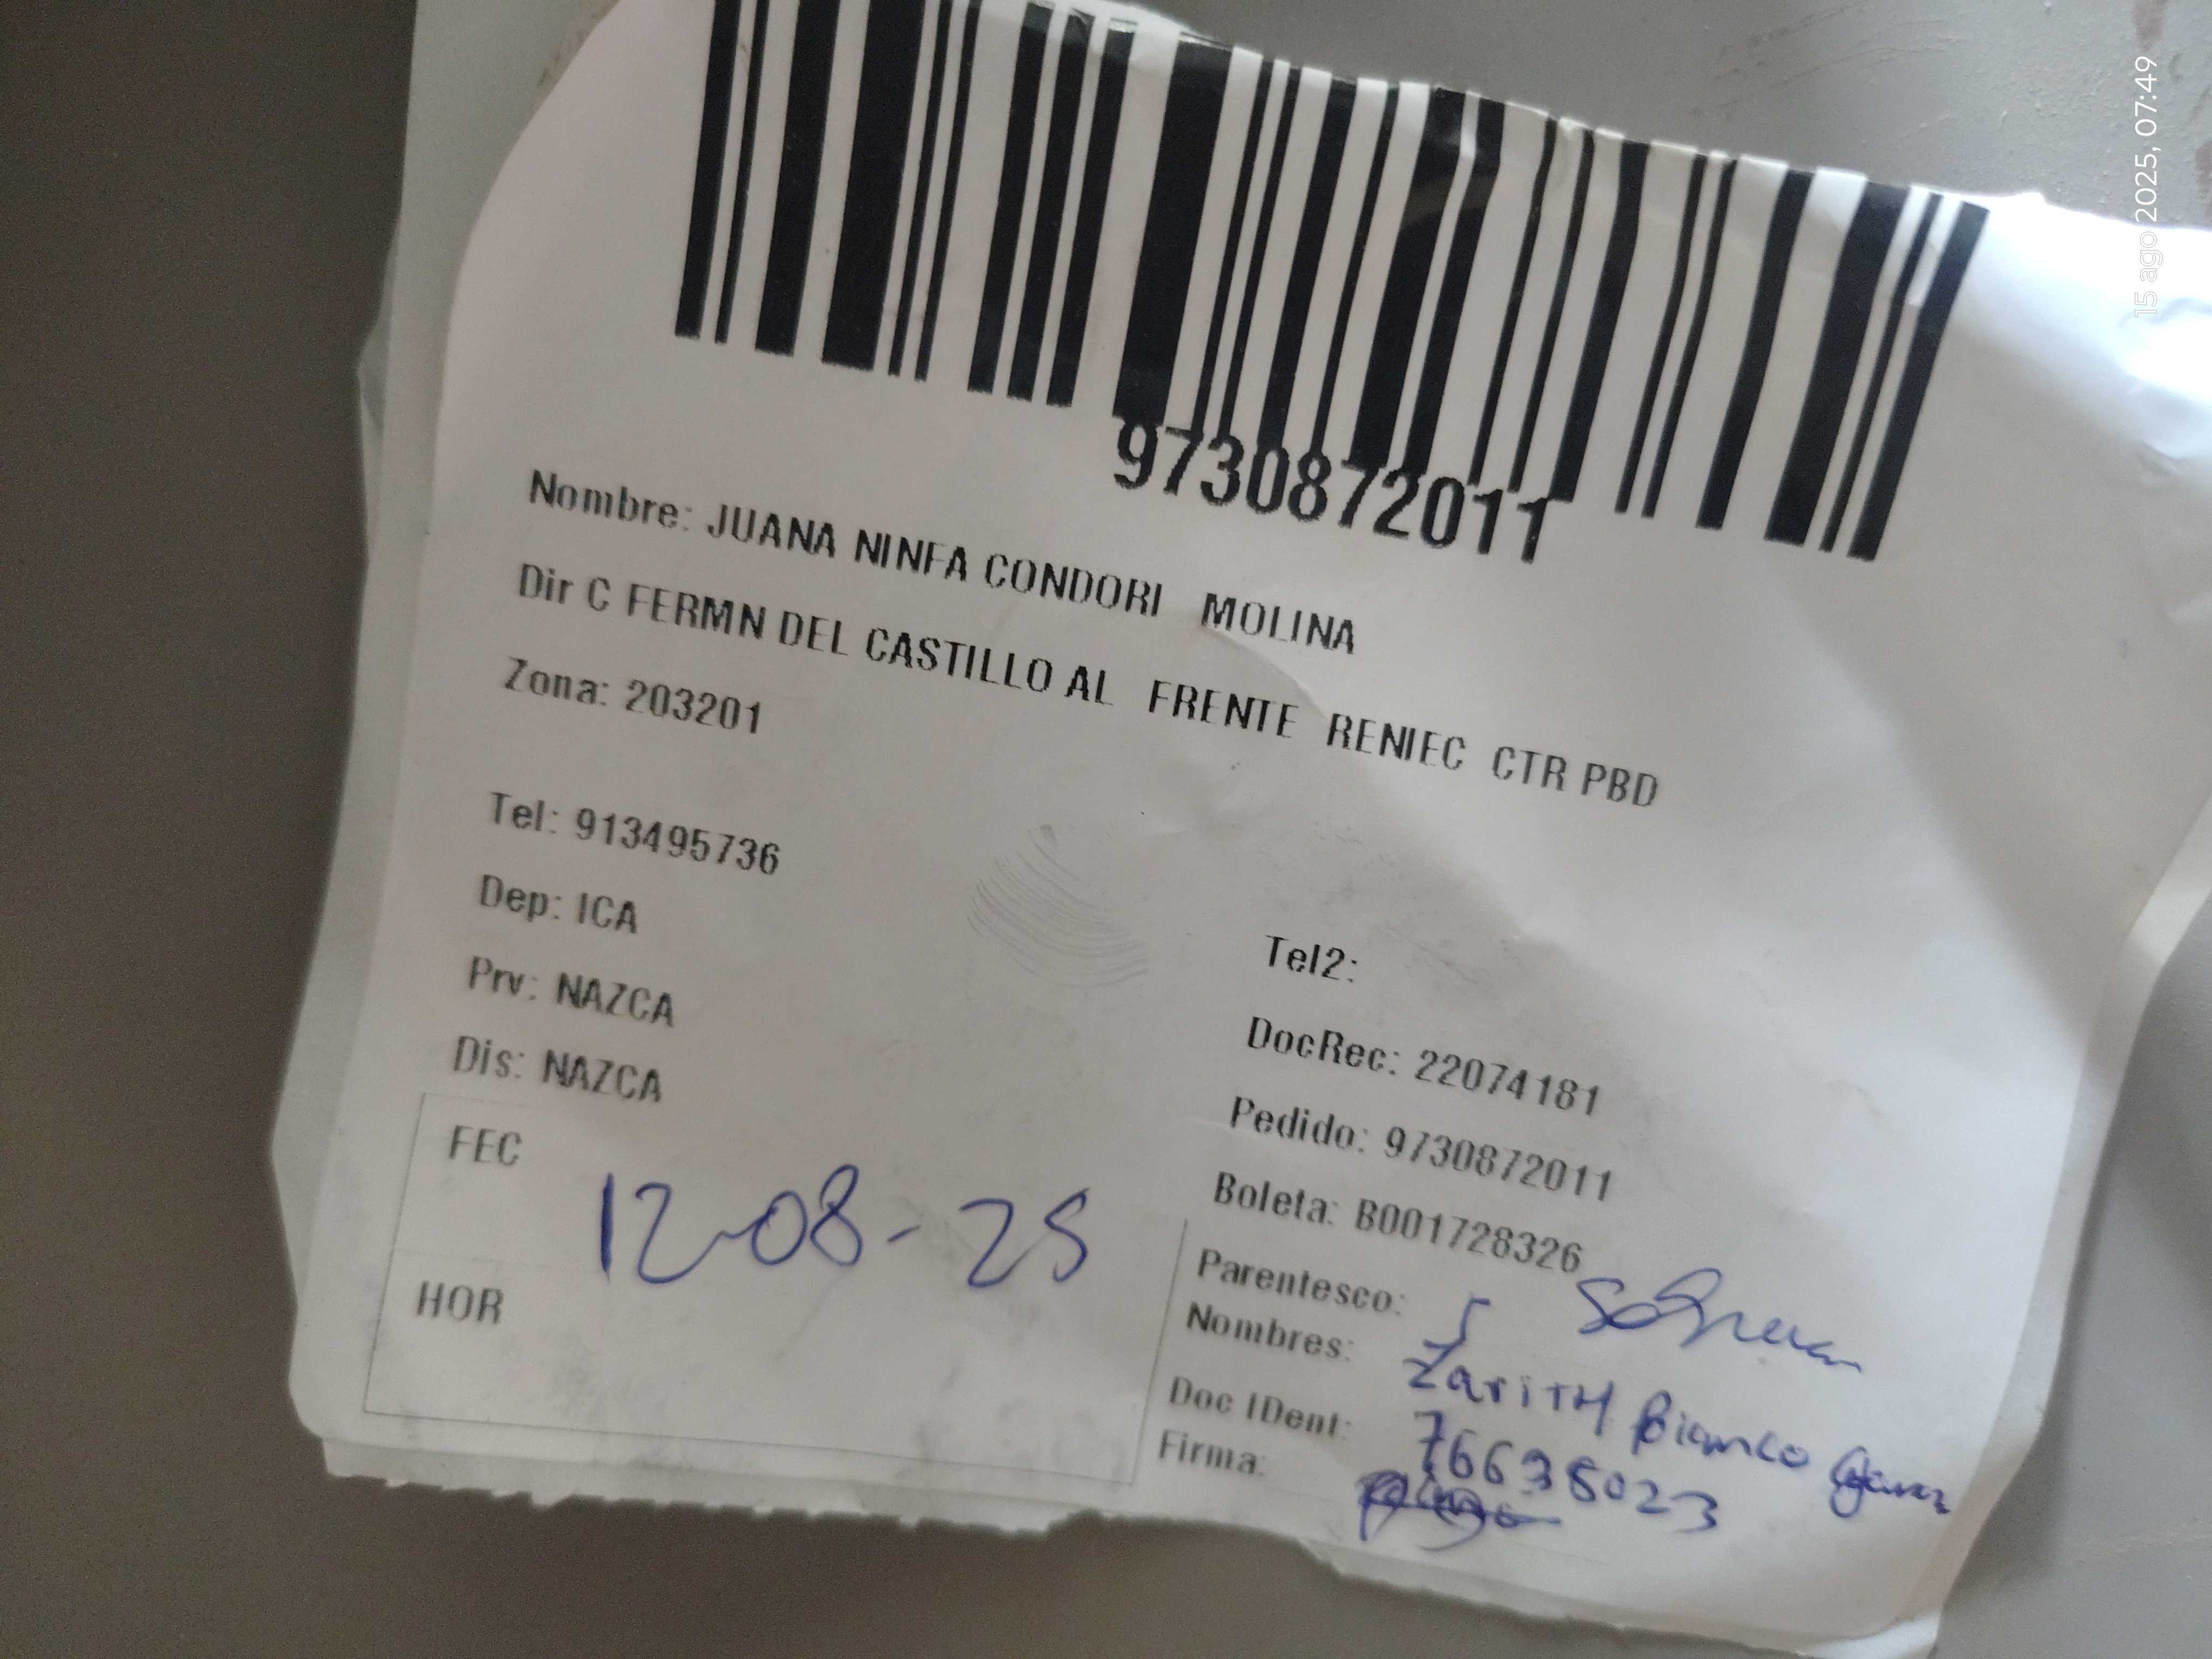 9730872011
Nombre: JUANA NINFA CONDORI MOLINA
Dir C FERMN DEL CASTILLO AL FRENTE RENIEC CTR PBD
Zona: 203201
Tel: 913495736
Tel2:
Dep: ICA
DocRec: 22074181
Prv: NAZCA
Pedido: 9730872011
Dis: NAZCA
Boleta: B001728326
FEC 12-08-25
HOR
Parentesco:
Nombres: Zarith Bianco
Doc IDent: 76638023
Firma:
15 ago 2025, 07:49